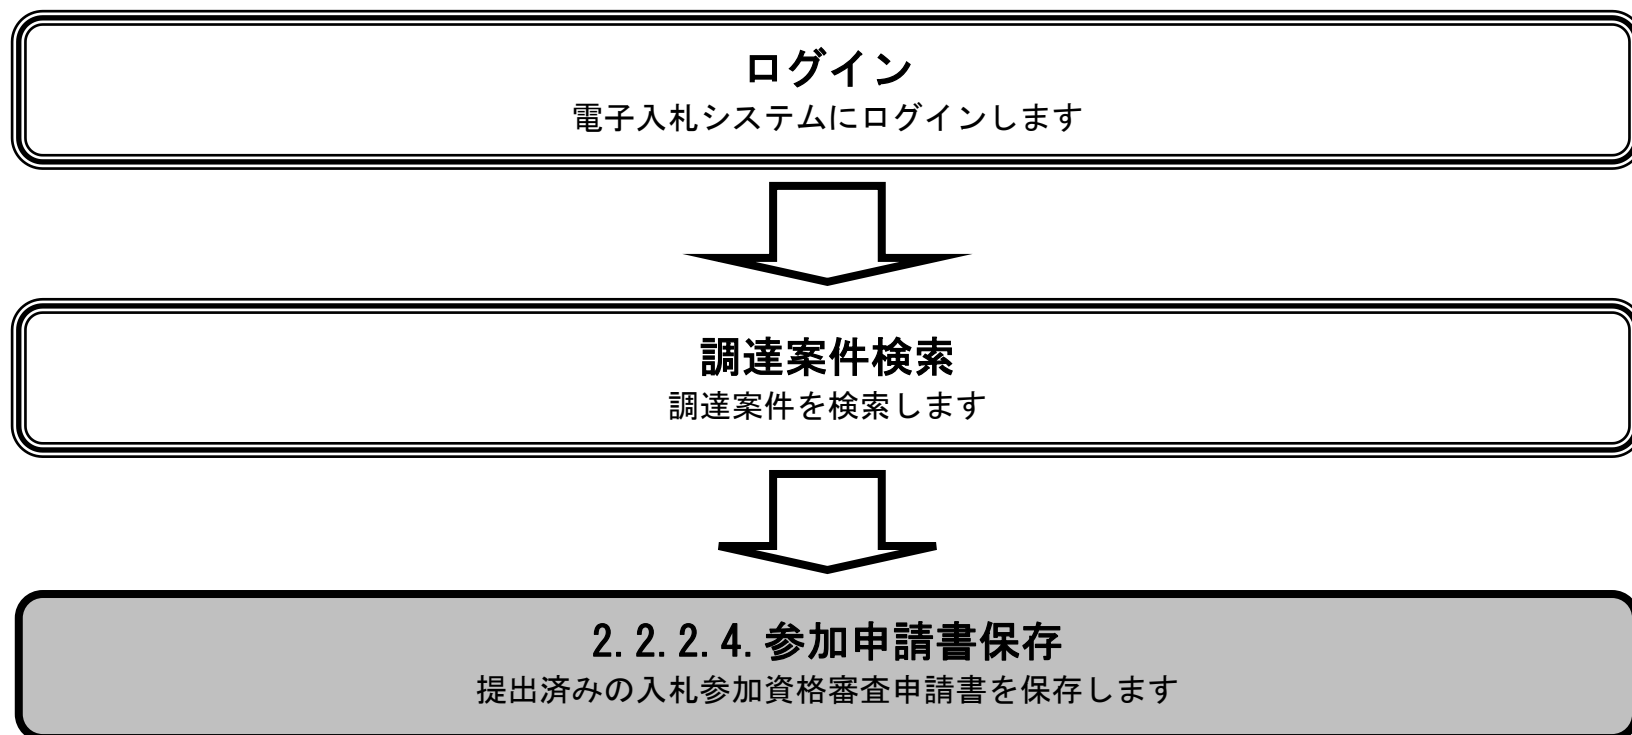 ログイン
電子入札システムにログインします
調達案件検索
調達案件を検索します
2.2.2.4.参加申請書保存
提出済みの入札参加資格審査申請書を保存します